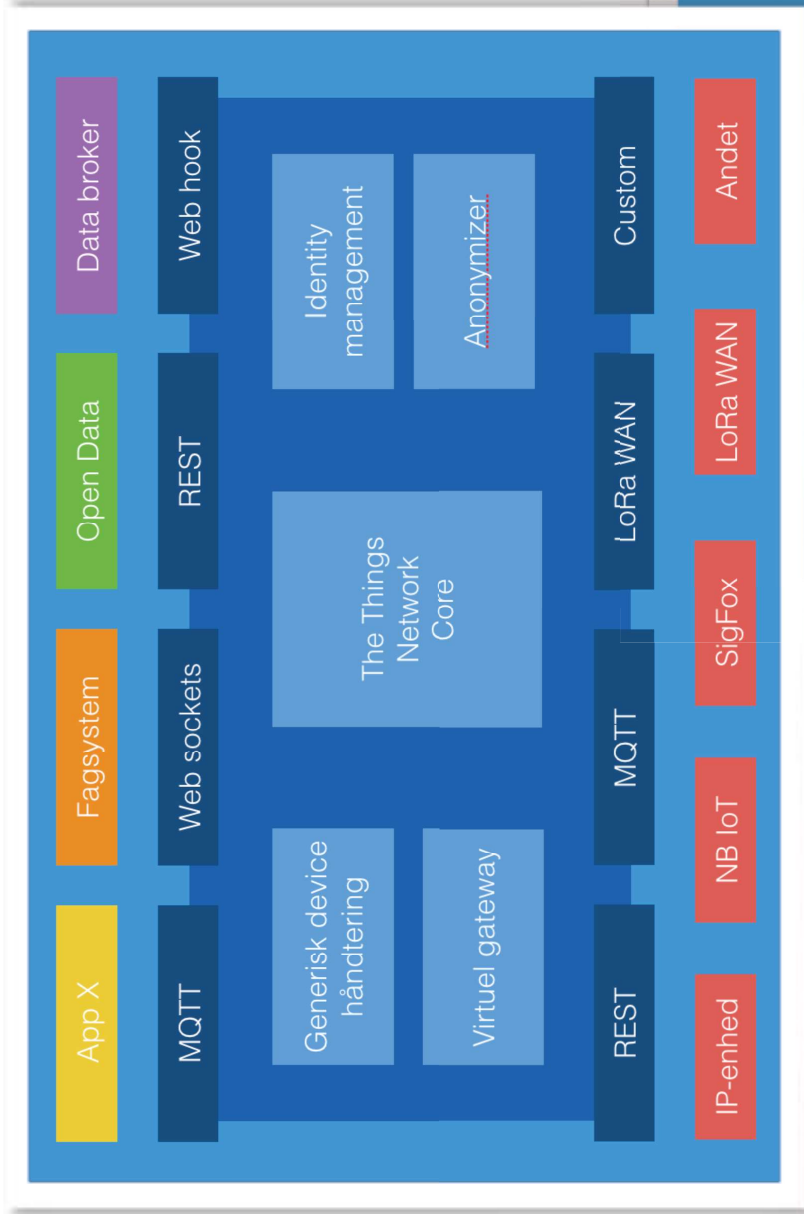 App X
Fagsystem
Open Data
Data broker
MQTT
Web sockets
REST
Web hook
Generisk device
håndtering
Virtuel gateway
The Things
Network
Core
Identity
management
Anonymizer
REST
MQTT
LoRa WAN
Custom
IP-enhed
NB IoT
SigFox
LoRa WAN
Andet